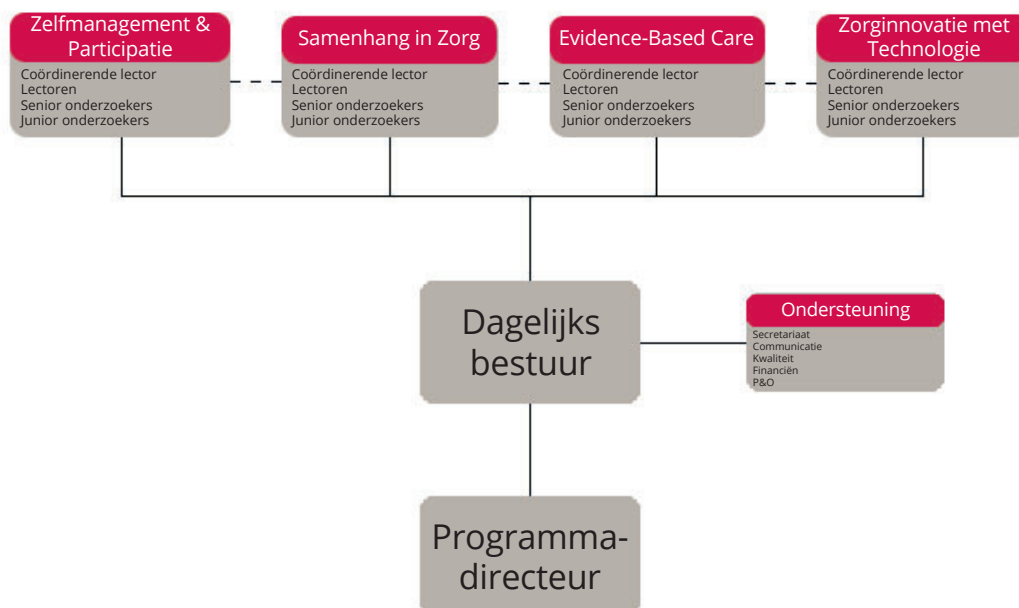 Zelfmanagement &
Participatie
Coördinerende lector
Lectoren
Senior onderzoekers
Junior onderzoekers
Samenhang in Zorg
Coördinerende lector
Lectoren
Senior onderzoekers
Junior onderzoekers
Evidence-Based Care
Coördinerende lector
Lectoren
Senior onderzoekers
Junior onderzoekers
Zorginnovatie met
Technologie
Coördinerende lector
Lectoren
Senior onderzoekers
Junior onderzoekers
Dagelijks
bestuur
Ondersteuning
Secretariaat
Communicatie
Kwaliteit
Financiën
P&O
Programma-
directeur